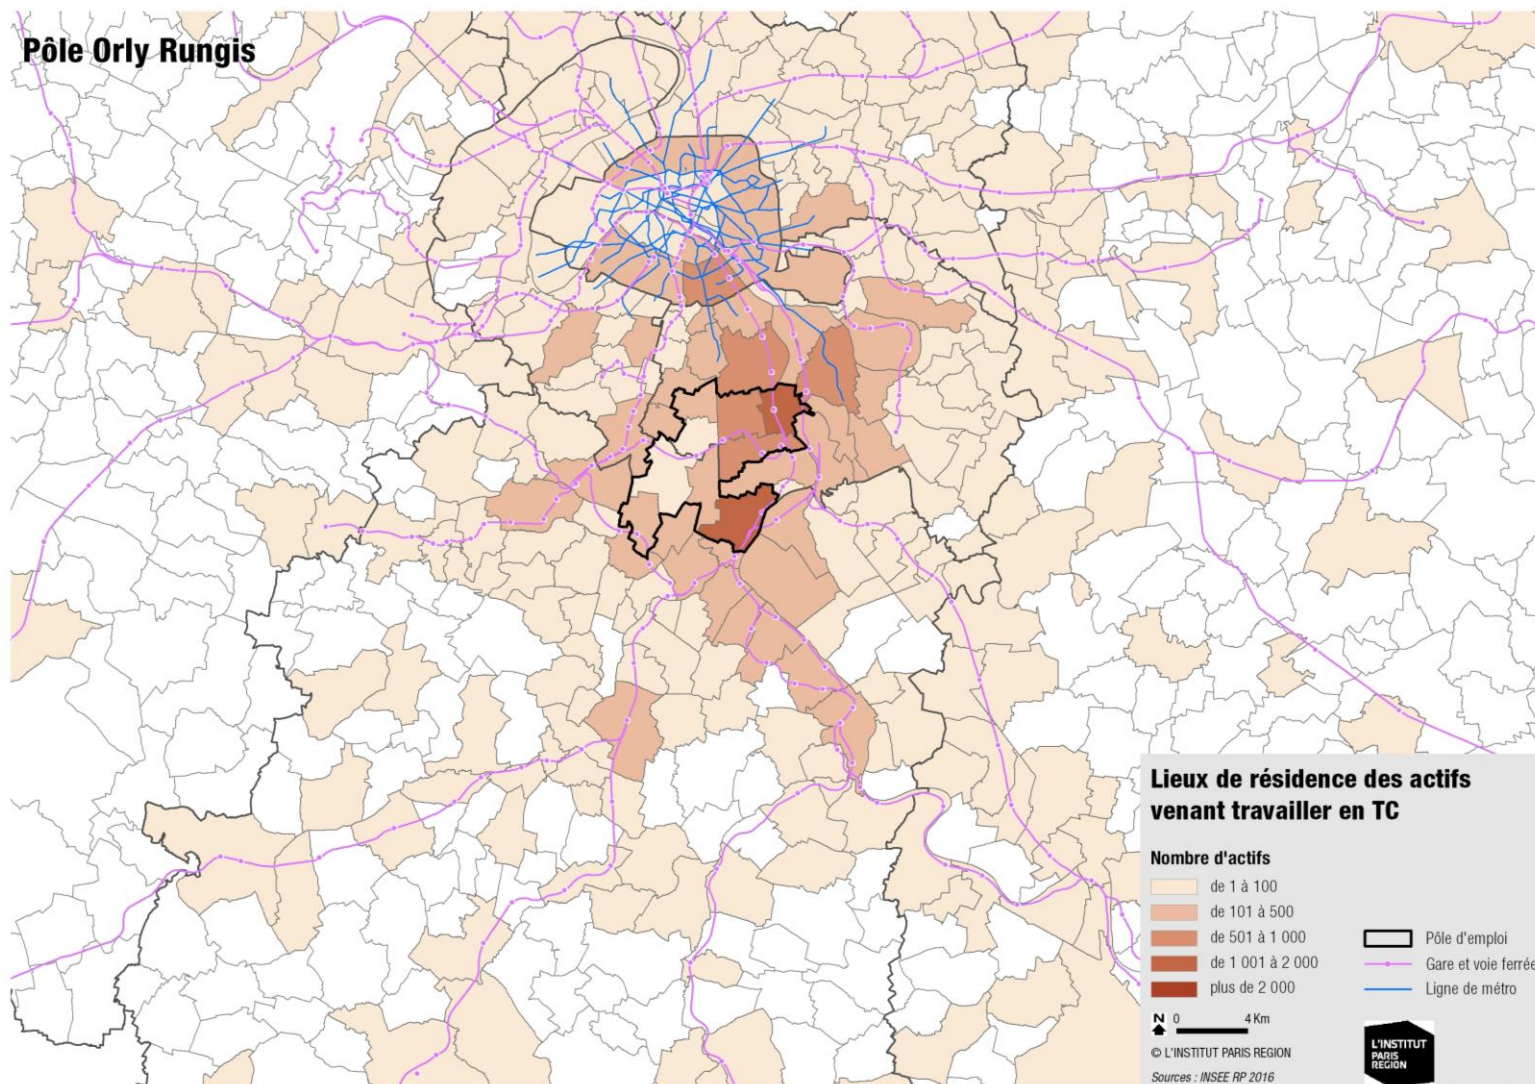 Pôle Orly Rungis
Lieux de résidence des actifs
venant travailler en TC
Nombre d'actifs
de 1 à 100
de 101 à 500
de 501 à 1 000
de 1 001 à 2 000
plus de 2 000
Pôle d'emploi
Gare et voie ferrée
Ligne de métro
N 0 4 Km
© L'INSTITUT PARIS REGION
Sources : INSEE RP 2016
L'INSTITUT
PARIS
REGION